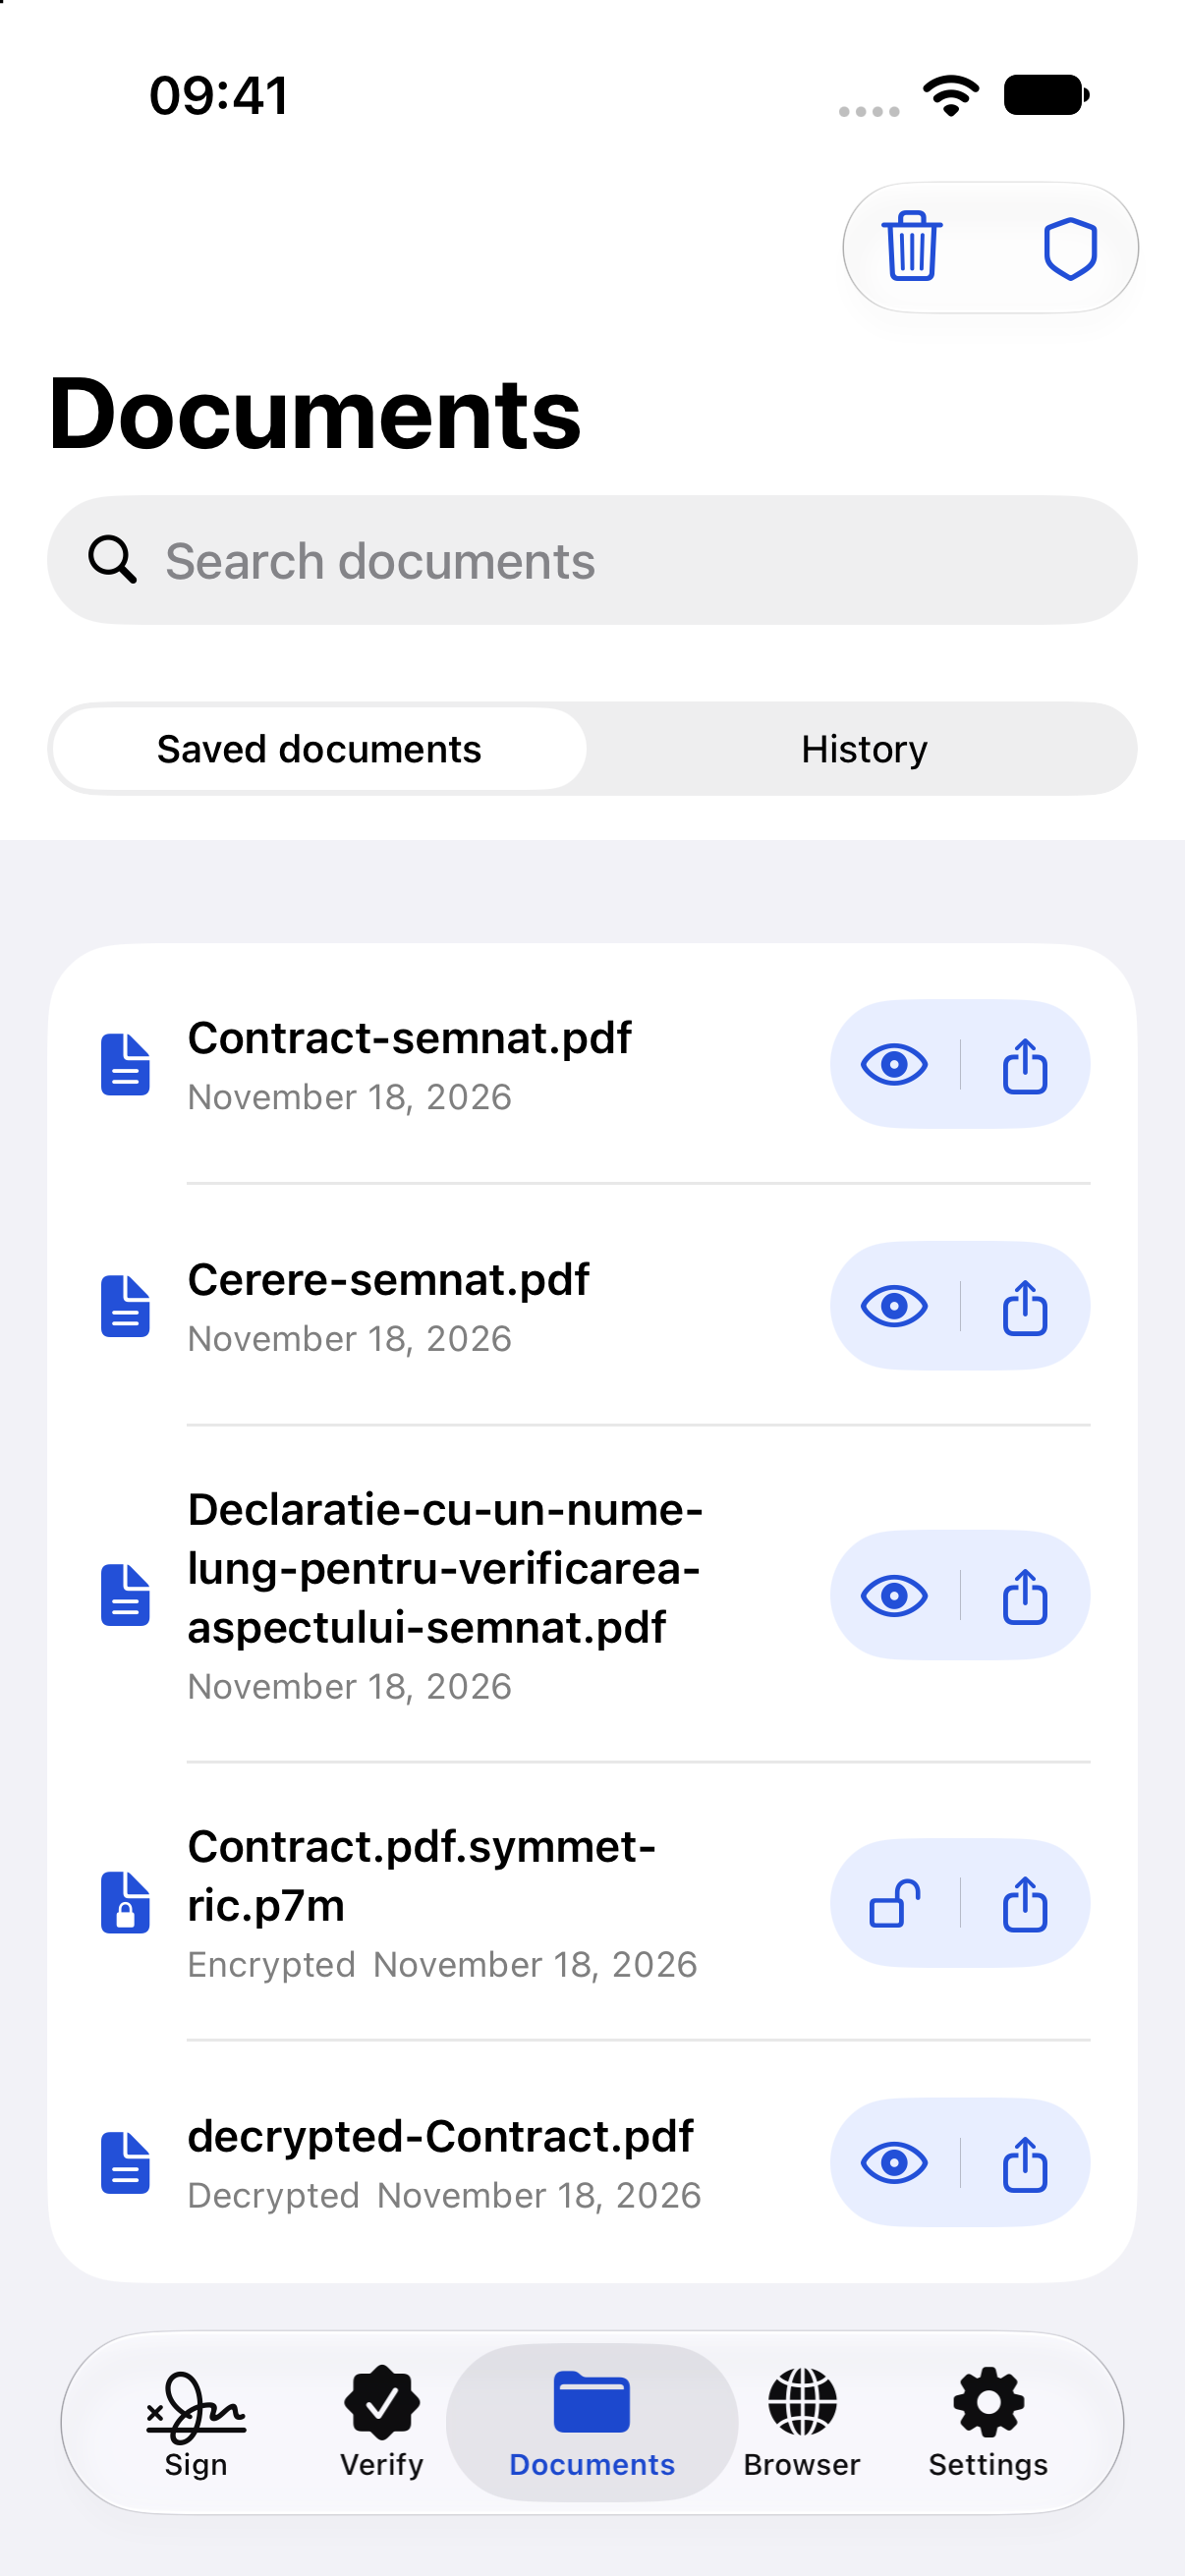 09:41
Documents
Search documents
Saved documents
History
Contract-semnat.pdf
November 18, 2026
Cerere-semnat.pdf
November 18, 2026
Declaratie-cu-un-nume-
lung-pentru-verificarea-
aspectului-semnat.pdf
November 18, 2026
Contract.pdf.symmet-
ric.p7m
Encrypted November 18, 2026
decrypted-Contract.pdf
Decrypted November 18, 2026
Sign
Verify
Documents
Browser
Settings